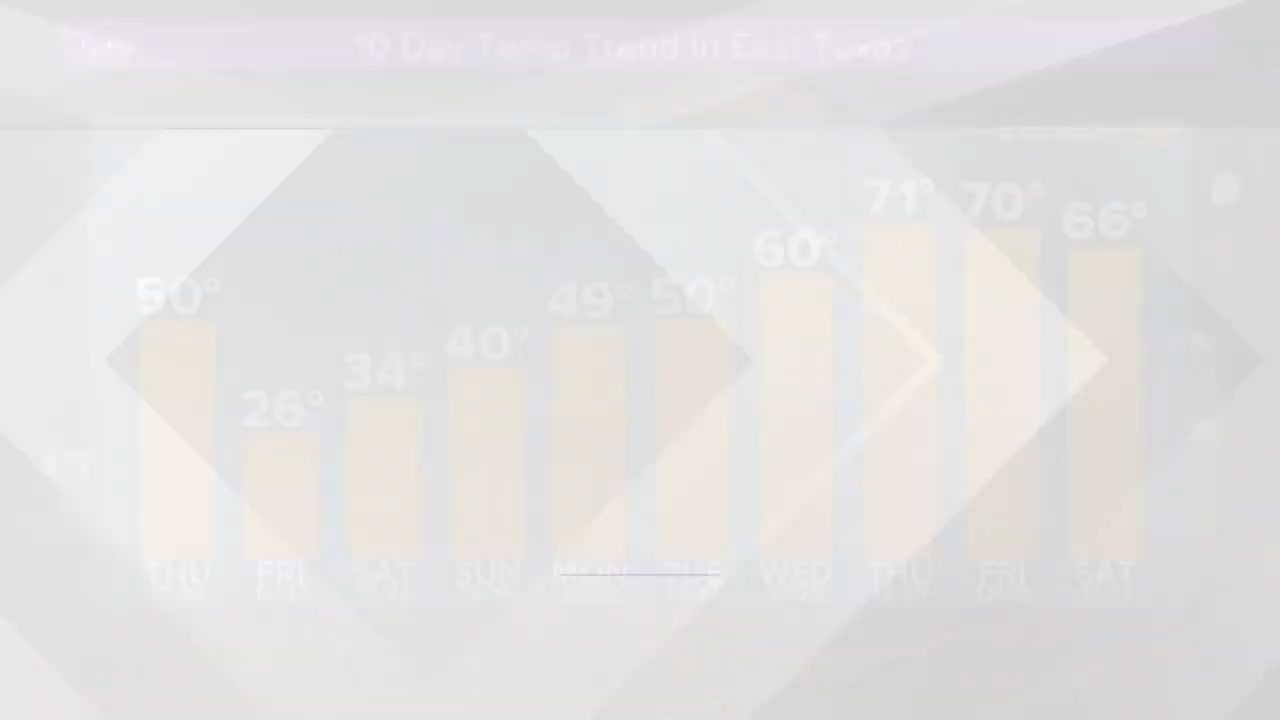 10 Day Temp Trend In East Texas
71° 70° 66°
60°
50° 49° 50°
40°
34°
26°
THU FRI SAT SUN MON TUE WED THU FRI SAT